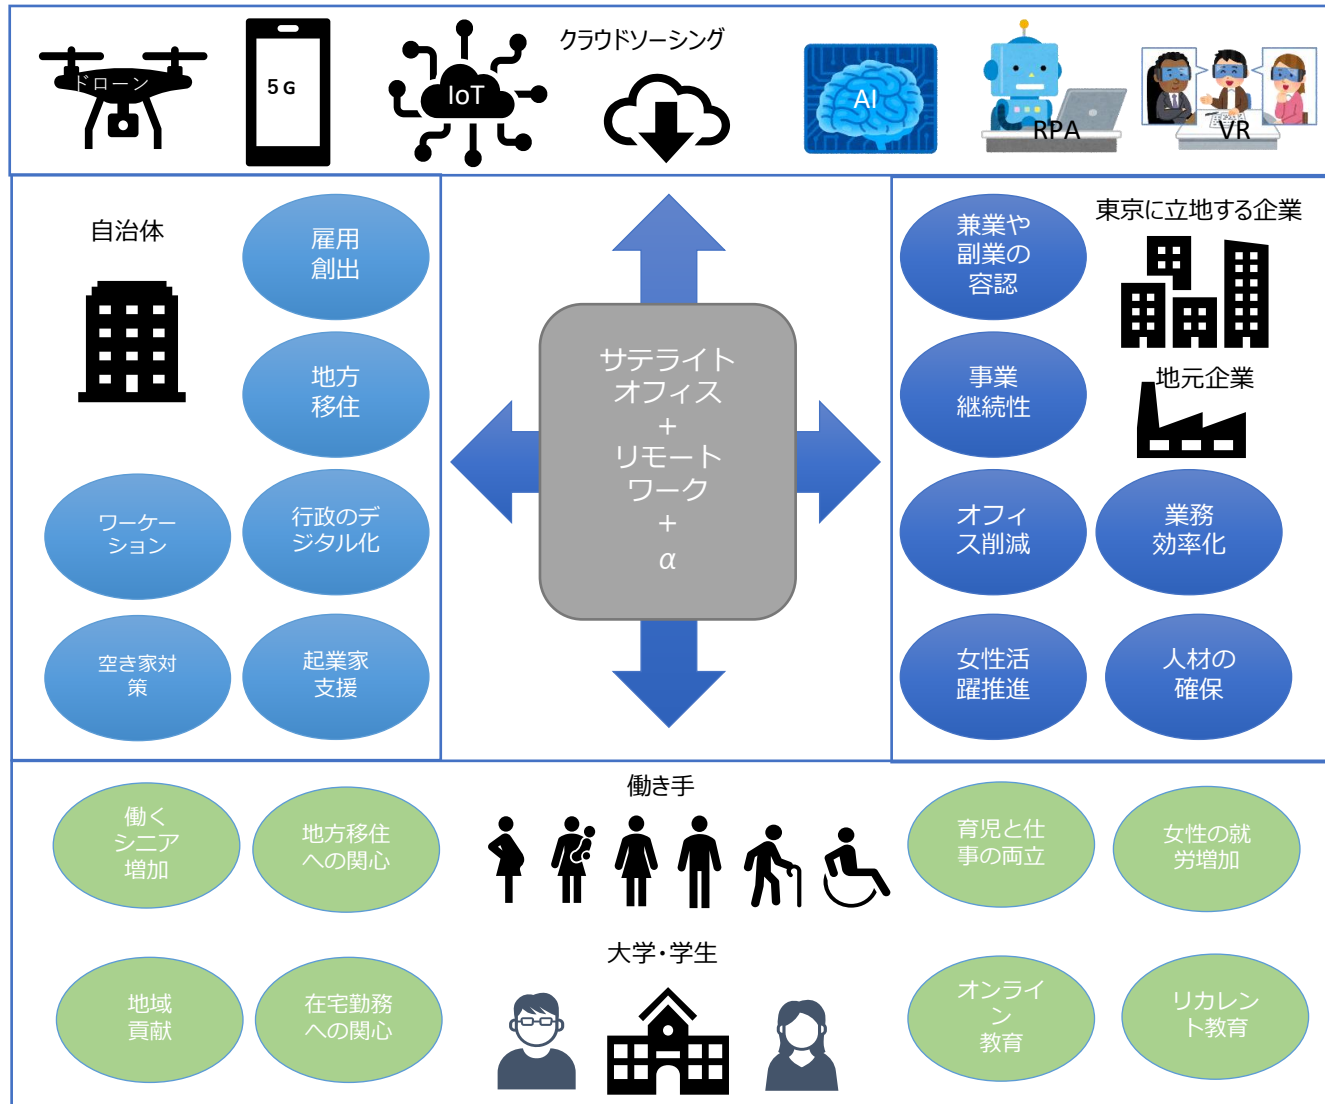 ドローン
5G
IoT
クラウドソーシング
AI
RPA
VR
自治体
雇用
創出
地方
移住
ワーケー
ション
行政のデ
ジタル化
空き家対
策
起業家
支援
サテライト
オフィス
+
リモート
ワーク
+
α
兼業や
副業の
容認
東京に立地する企業
事業
継続性
地元企業
オフィ
ス削減
業務
効率化
女性活
躍推進
人材の
確保
働き手
働く
シニア
増加
地方移住
への関心
育児と仕
事の両立
女性の就
労増加
大学・学生
地域
貢献
在宅勤務
への関心
オンライ
ン
教育
リカレン
ト教育